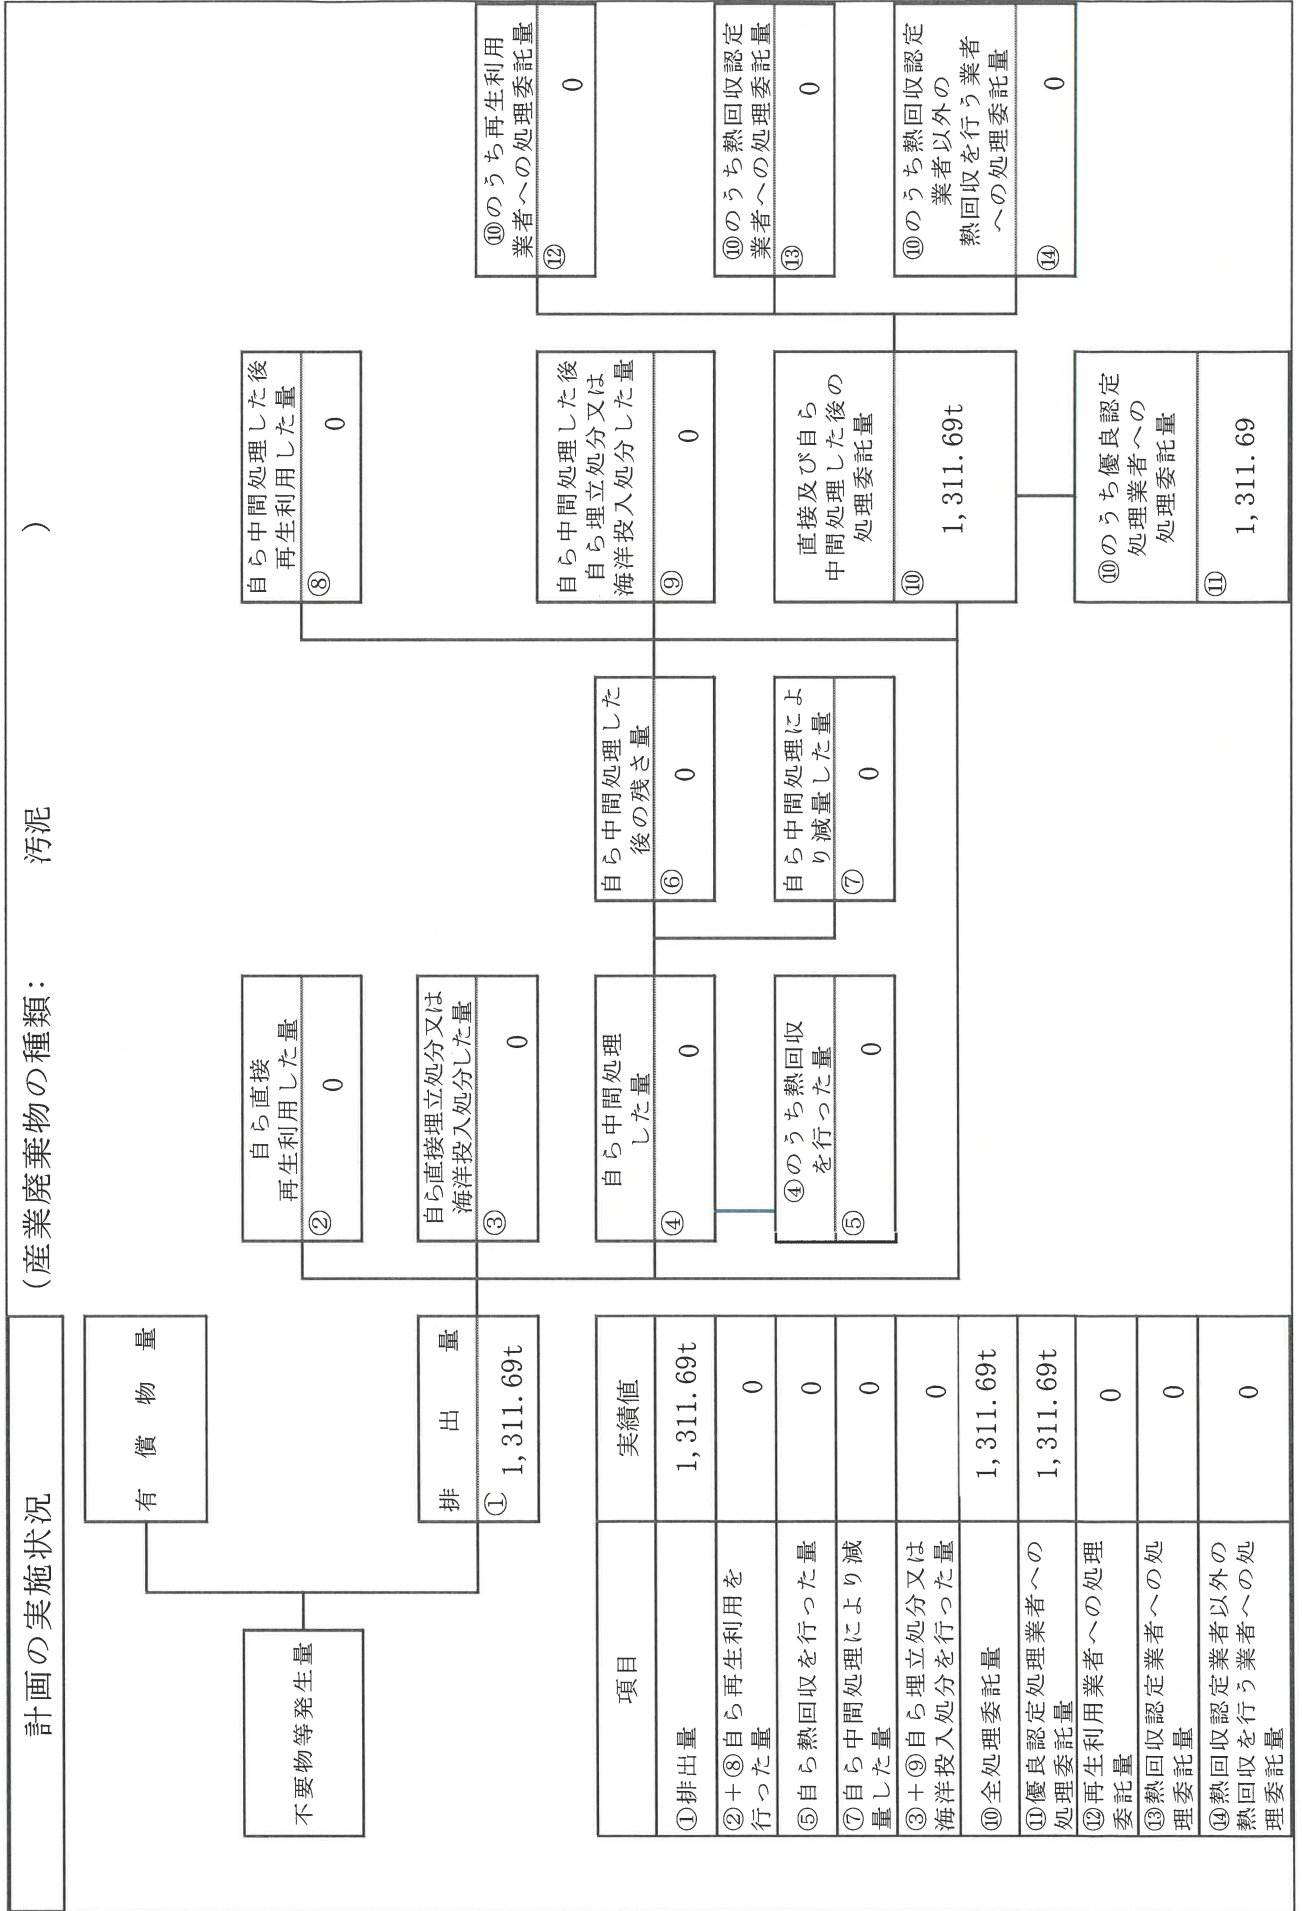 計画の実施状況
(産業廃棄物の種類: 汚泥 )
不要物等発生量
有償物量
排出量
① 1,311.69t
自ら直接
再生利用した量
② 0
自ら直接埋立処分又は
海洋投入処分した量
③ 0
自ら中間処理
した量
④ 0
④のうち熱回収
を行った量
⑤ 0
自ら中間処理した
後の残さ量
⑥ 0
自ら中間処理によ
り減量した量
⑦ 0
自ら中間処理した後
再生利用した量
⑧ 0
自ら中間処理した後
自ら埋立処分又は
海洋投入処分した量
⑨ 0
直接及び自ら
中間処理した後の
処理委託量
⑩ 1,311.69t
⑩のうち優良認定
処理業者への
処理委託量
⑪ 1,311.69
⑩のうち再生利用
業者への処理委託量
⑫ 0
⑩のうち熱回収認定
業者への処理委託量
⑬ 0
⑩のうち熱回収認定
業者以外の
熱回収を行う業者
への処理委託量
⑭ 0
項目 実績値
①排出量 1,311.69t
②+⑧自ら再生利用を
行った量 0
⑤自ら熱回収を行った量 0
⑦自ら中間処理により減
量した量 0
③+⑨自ら埋立処分又は
海洋投入処分を行った量 0
⑩全処理委託量 1,311.69t
⑪優良認定処理業者への
処理委託量 1,311.69t
⑫再生利用業者への処理
委託量 0
⑬熱回収認定業者への処
理委託量 0
⑭熱回収認定業者以外の
熱回収を行う業者への処
理委託量 0